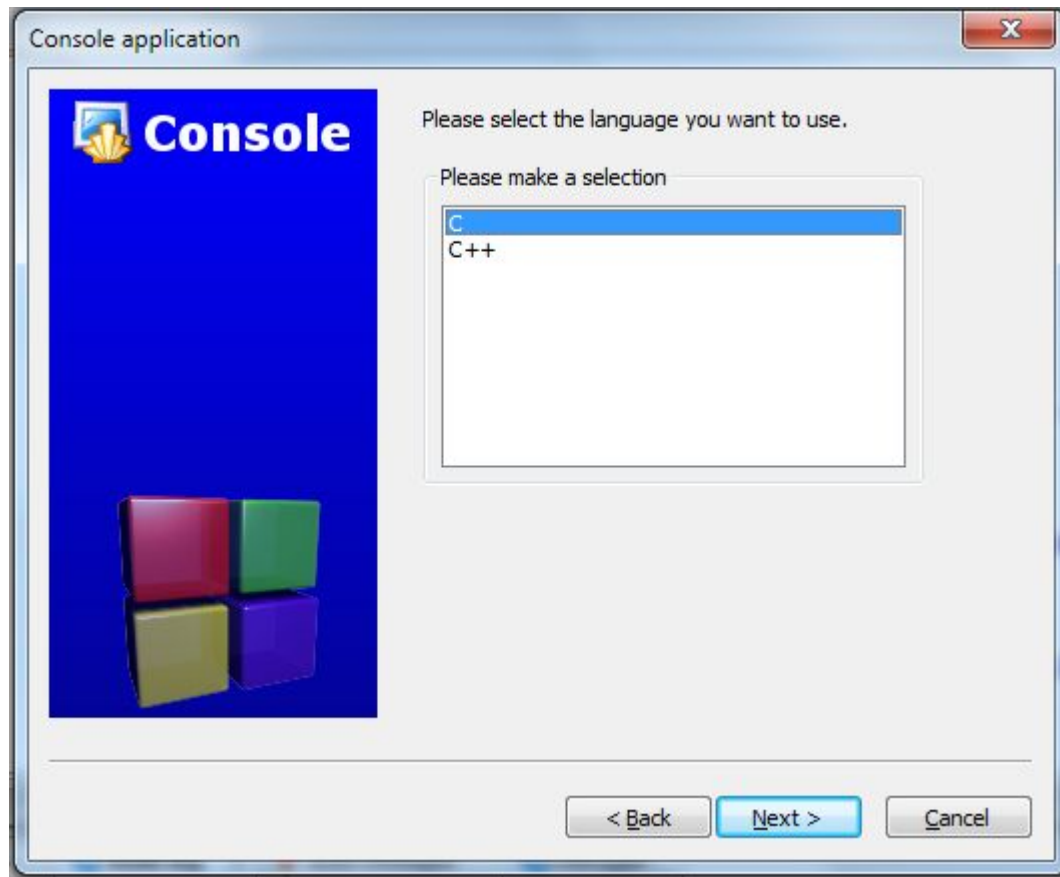 Console application
Console
Please select the language you want to use.
Please make a selection
C
C++
< Back
Next >
Cancel